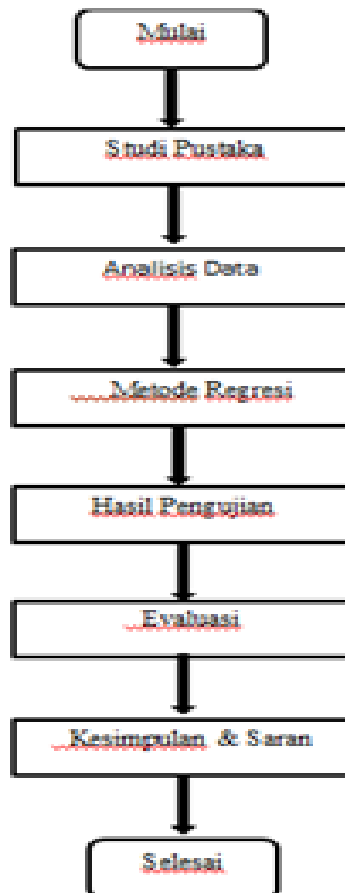 Mulai
Studi Pustaka
Analisis Data
Metode Regresi
Hasil Pengujian
Evaluasi
Kesimpulan & Saran
Selesai